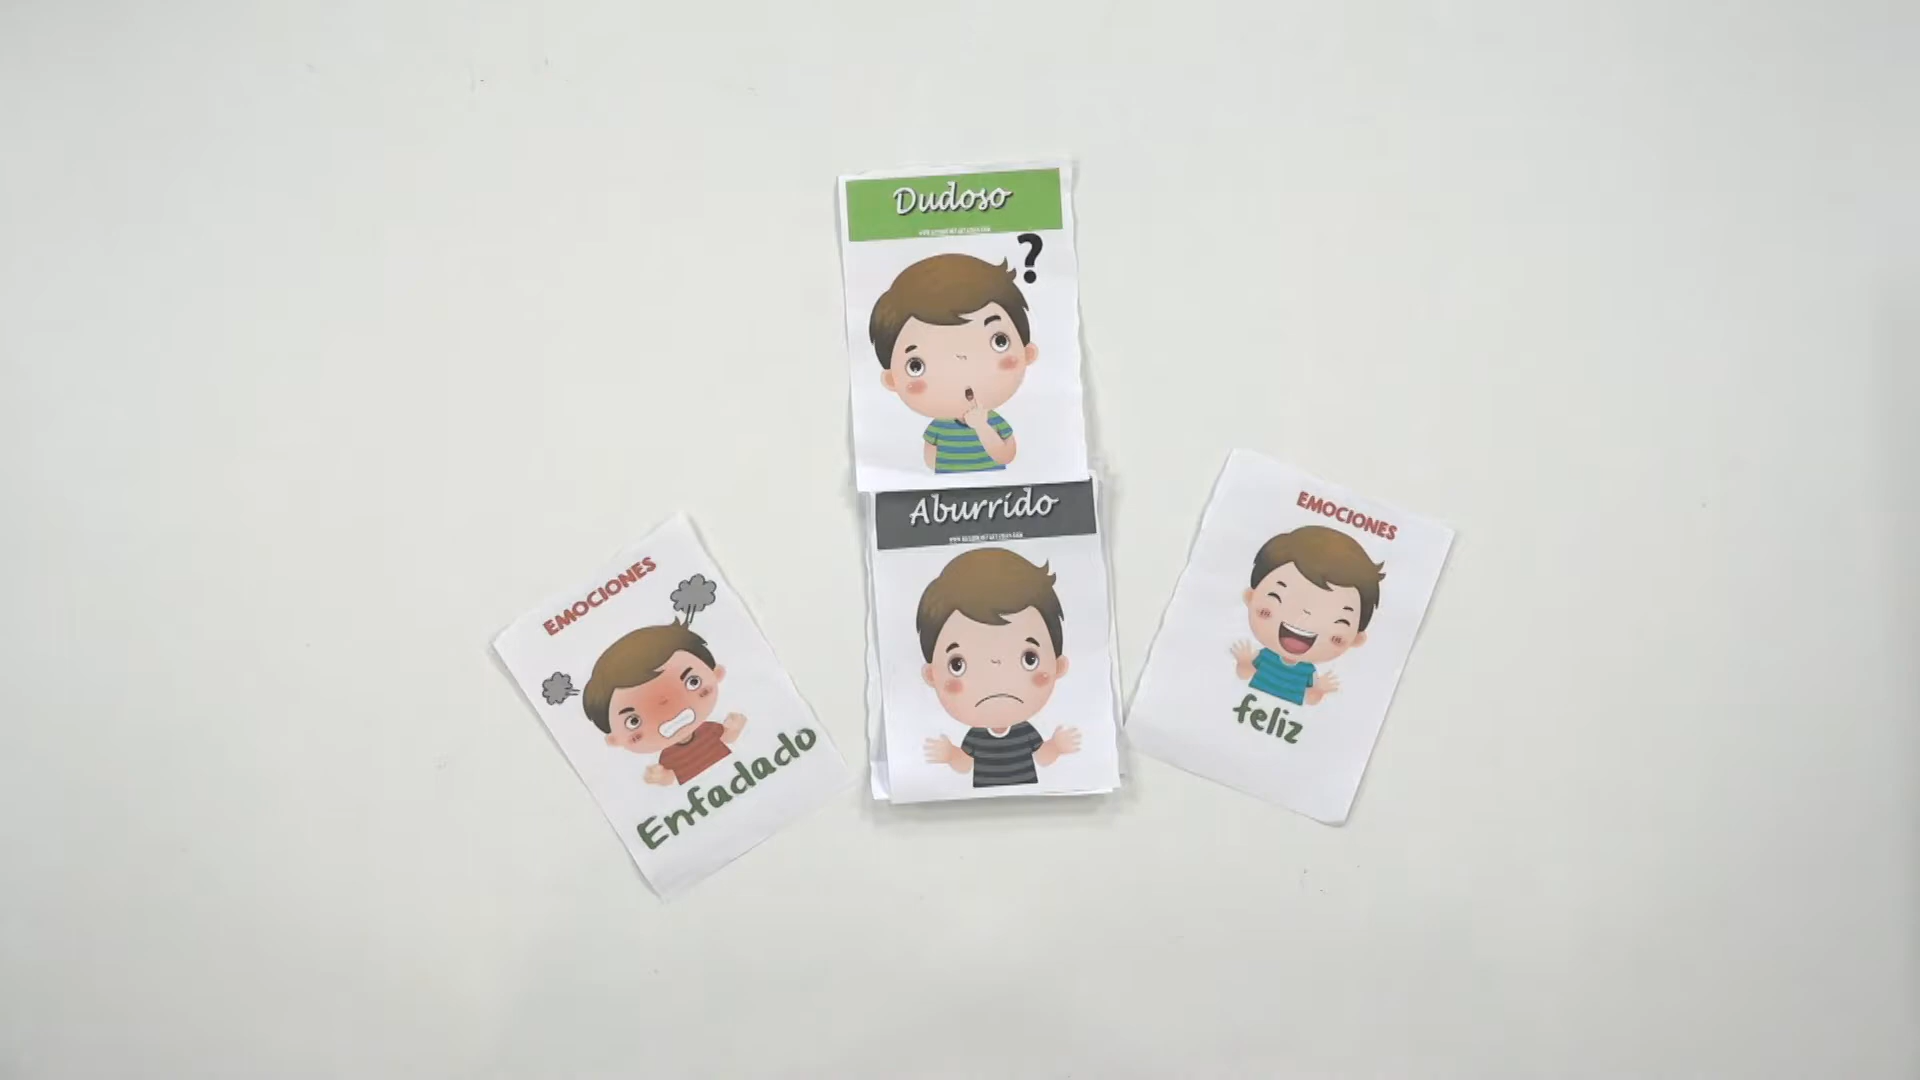 Dudoso
?
Aburrido
EMOCIONES
Enfadado
EMOCIONES
feliz